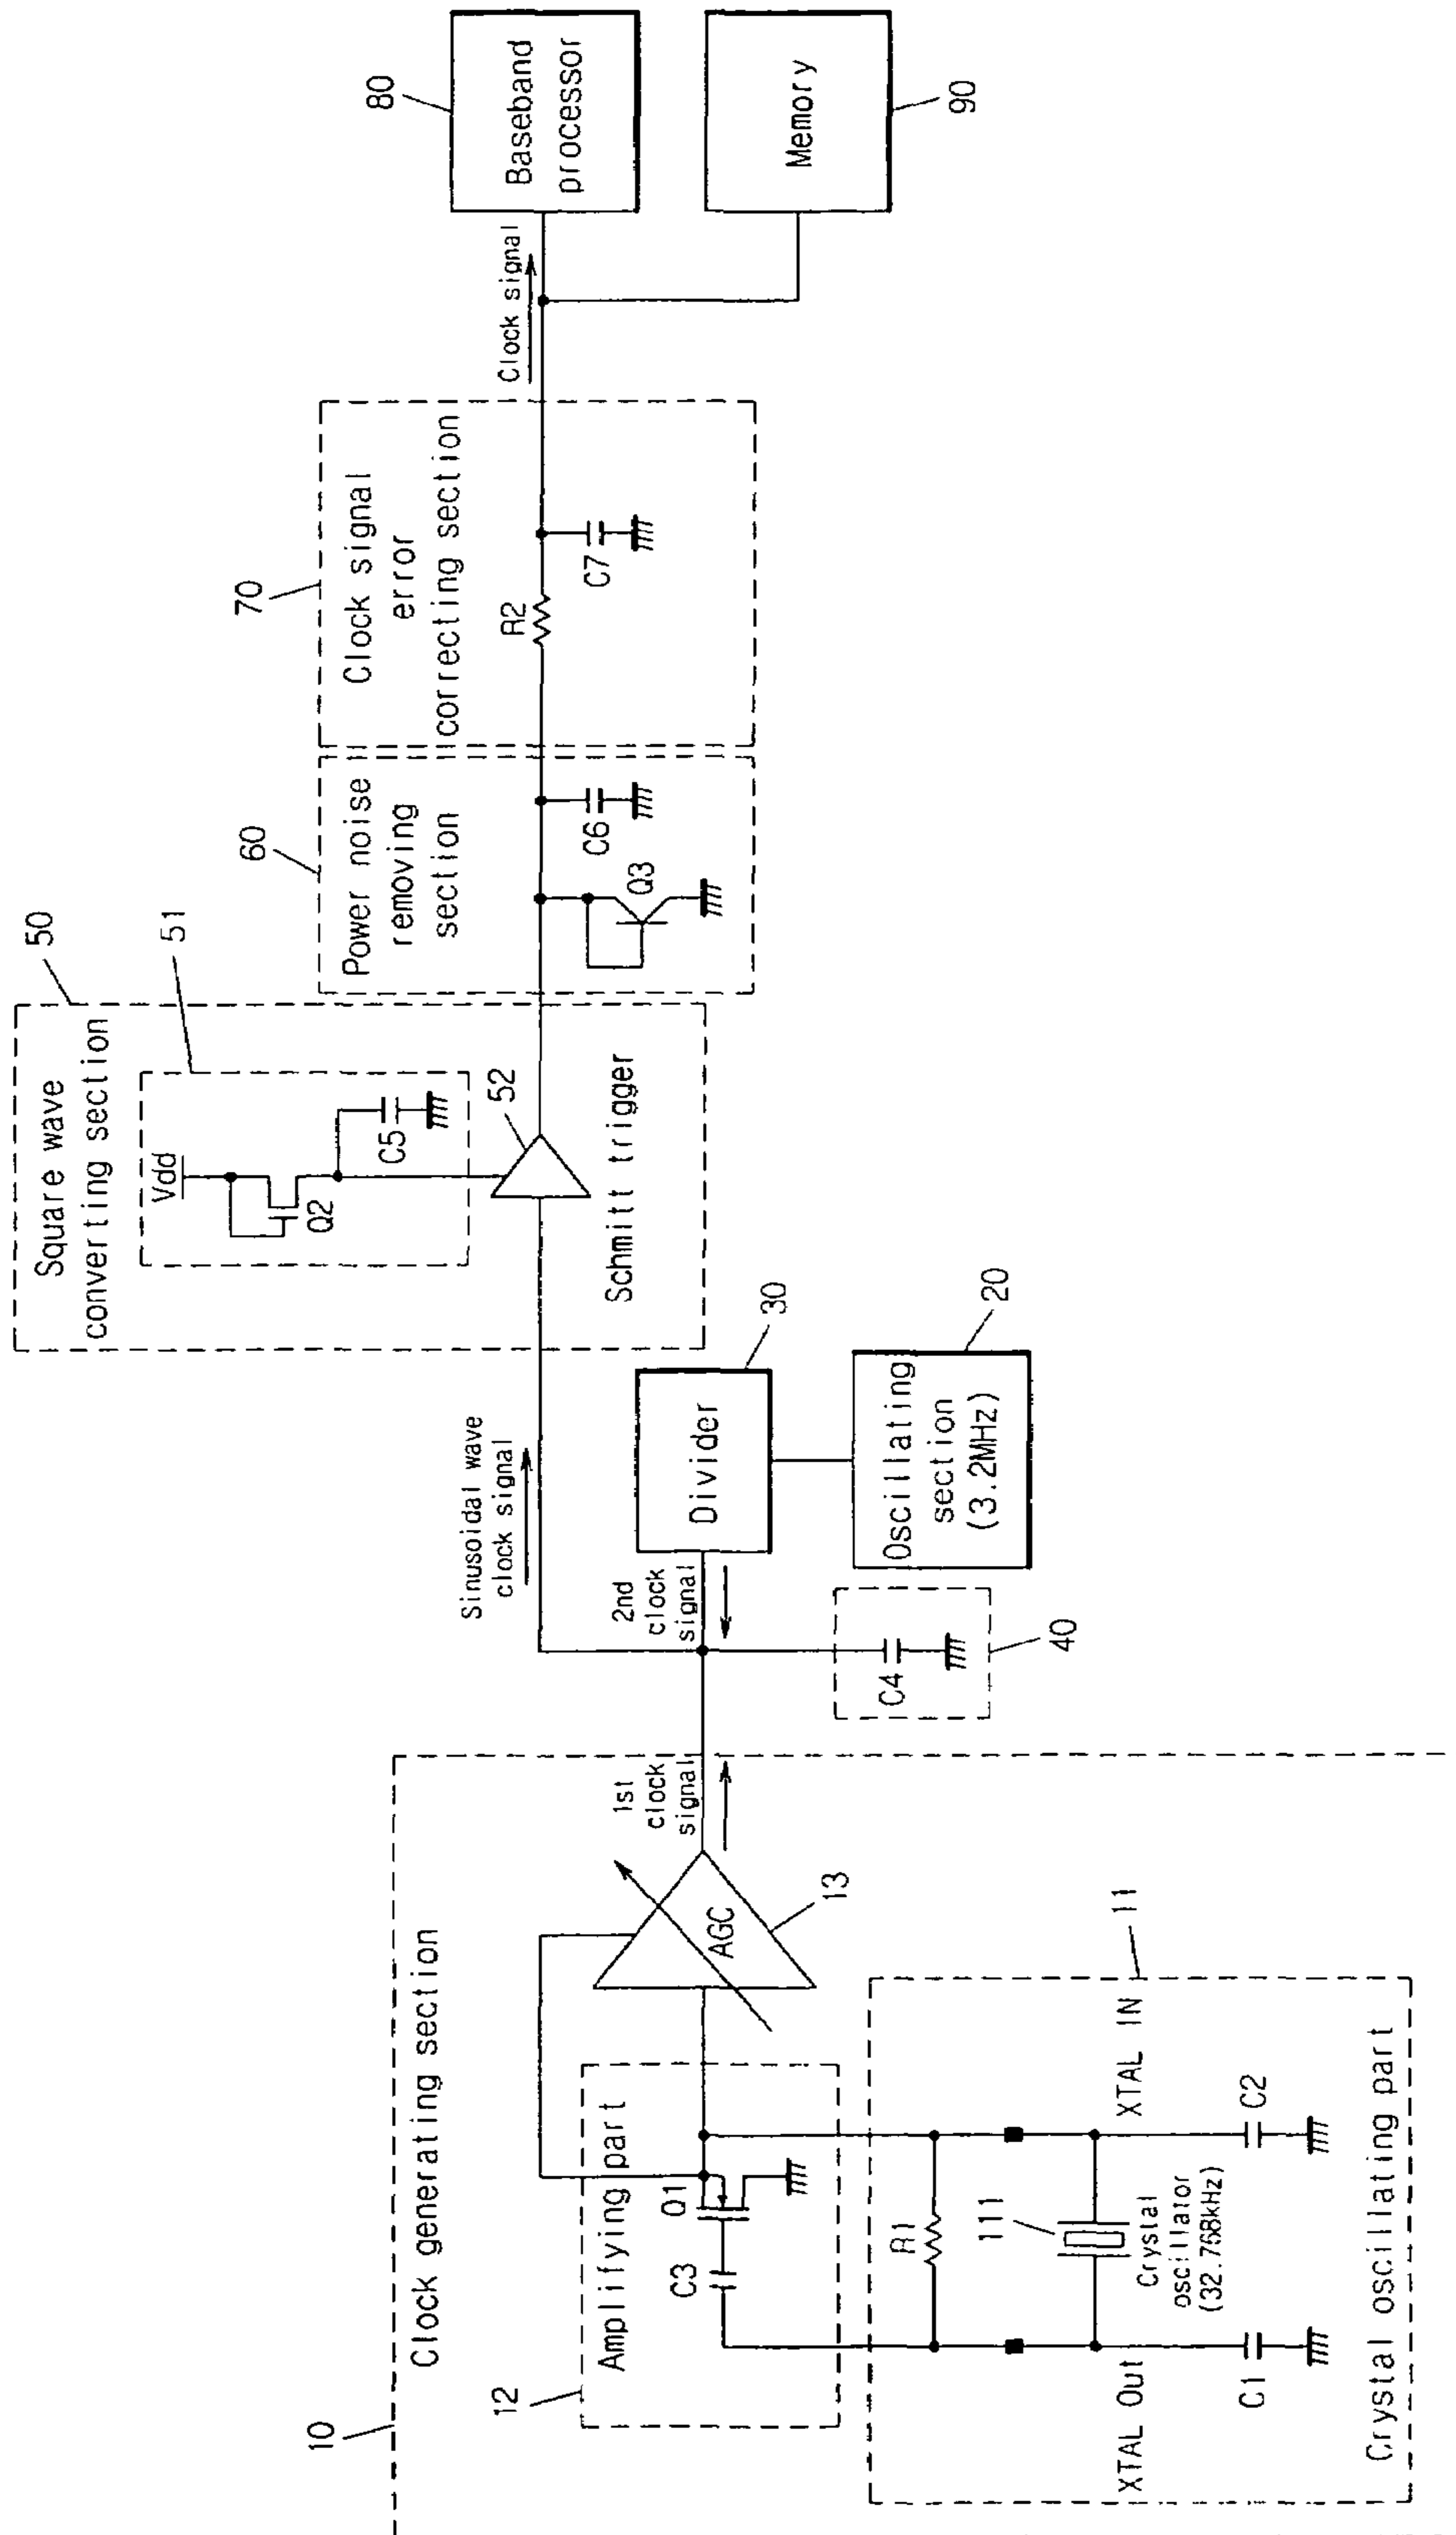 10
Clock generating section
12
Amplifying part
C3
Q1
AGC
13
1st
clock
signal
11
XTAL Out
XTAL IN
R1
111
Crystal
oscillator
(32.768kHz)
C1
C2
Crystal oscillating part
40
C4
2nd
clock
signal
Divider
30
Oscillating
section
(3.2MHz)
20
Sinusoidal wave
clock signal
50
Square wave
converting section
51
Vdd
Q2
C5
52
Schmitt trigger
60
Power noise
removing
section
Q3
C6
70
Clock signal
error
correcting section
R2
C7
Clock signal
80
Baseband
processor
Memory
90